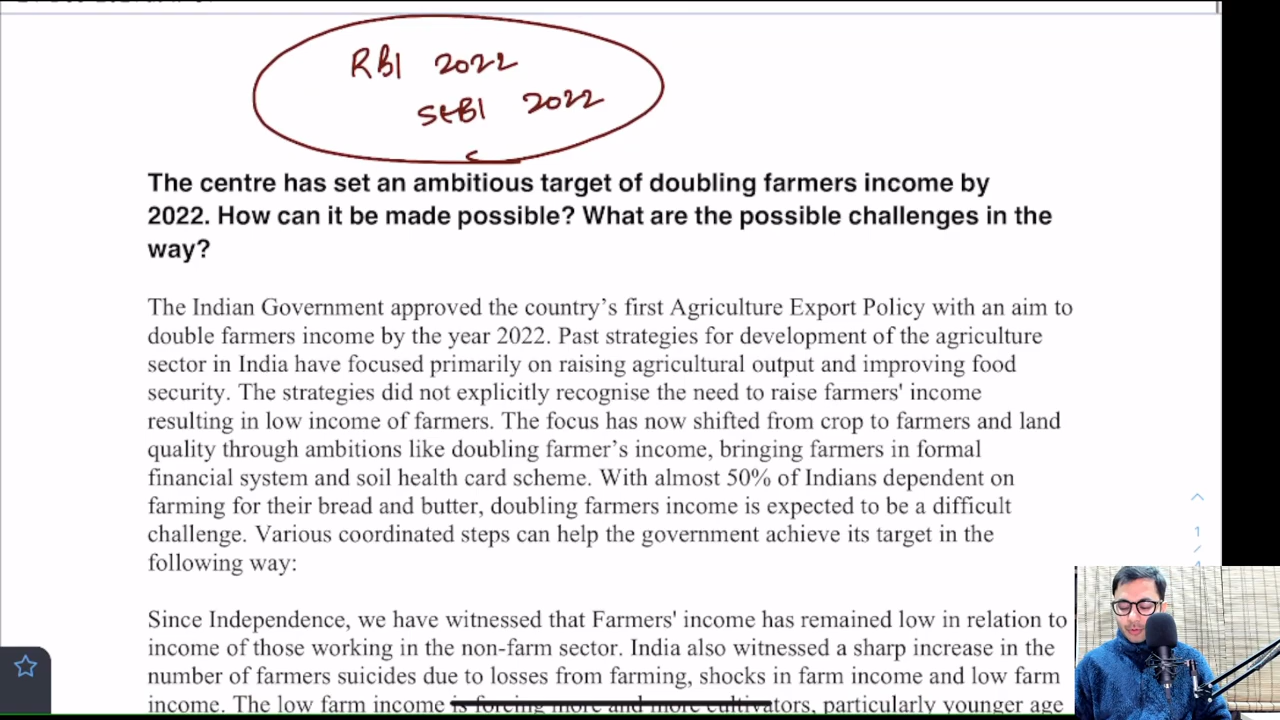 RBI 2022
SEBI 2022
The centre has set an ambitious target of doubling farmers income by
2022. How can it be made possible? What are the possible challenges in the
way?
The Indian Government approved the country’s first Agriculture Export Policy with an aim to
double farmers income by the year 2022. Past strategies for development of the agriculture
sector in India have focused primarily on raising agricultural output and improving food
security. The strategies did not explicitly recognise the need to raise farmers' income
resulting in low income of farmers. The focus has now shifted from crop to farmers and land
quality through ambitions like doubling farmer’s income, bringing farmers in formal
financial system and soil health card scheme. With almost 50% of Indians dependent on
farming for their bread and butter, doubling farmers income is expected to be a difficult
challenge. Various coordinated steps can help the government achieve its target in the
following way:
Since Independence, we have witnessed that Farmers' income has remained low in relation to
income of those working in the non-farm sector. India also witnessed a sharp increase in the
number of farmers suicides due to losses from farming, shocks in farm income and low farm
income. The low farm income is forcing more and more cultivators, particularly younger age
1
/